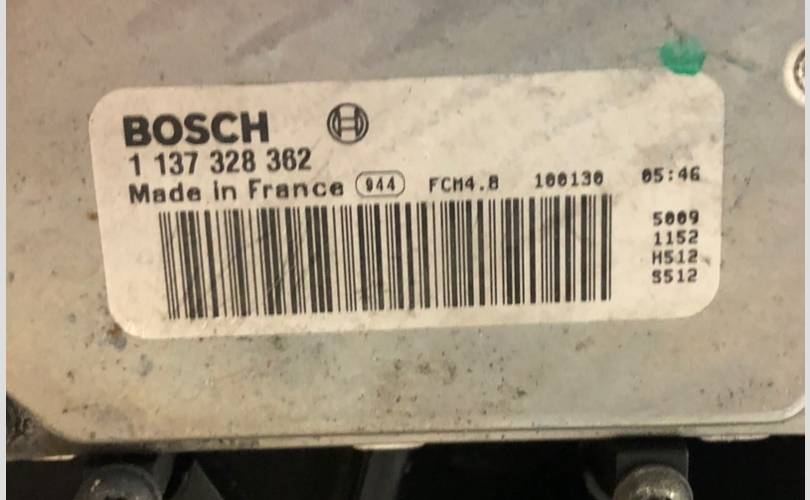 BOSCH
1 137 328 362
Made in France 944 FCM4.8 100130 05:46
5009
1152
H512
S512